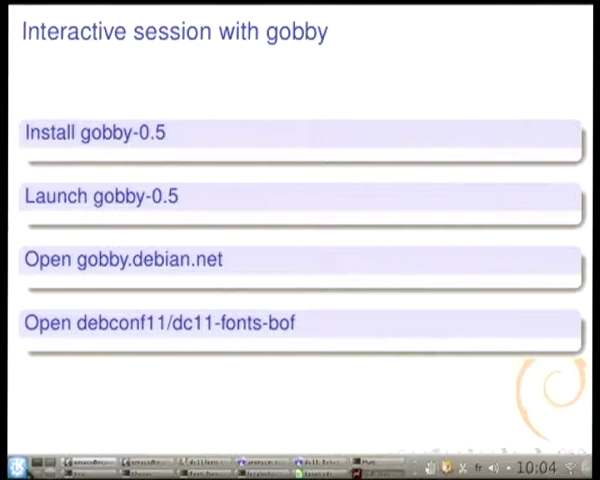 Interactive session with gobby
Install gobby-0.5
Launch gobby-0.5
Open gobby.debian.net
Open debconf11/dc11-fonts-bof
fr
10:04